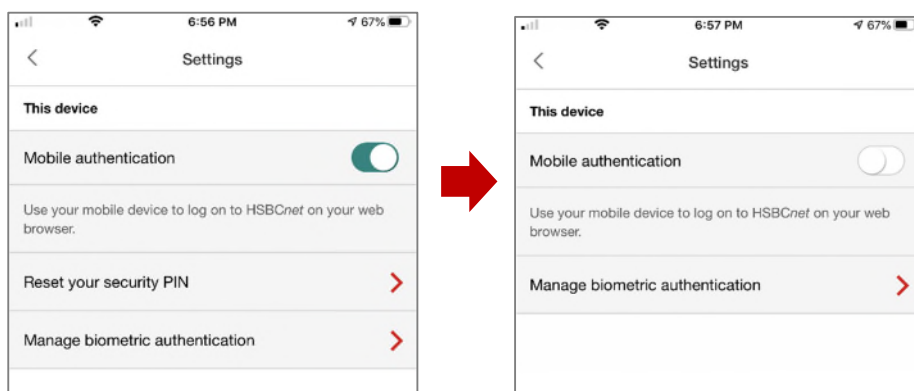 6:56 PM
67%
Settings
This device
Mobile authentication
Use your mobile device to log on to HSBCnet on your web
browser.
Reset your security PIN
Manage biometric authentication
6:57 PM
67%
Settings
This device
Mobile authentication
Use your mobile device to log on to HSBCnet on your web
browser.
Manage biometric authentication